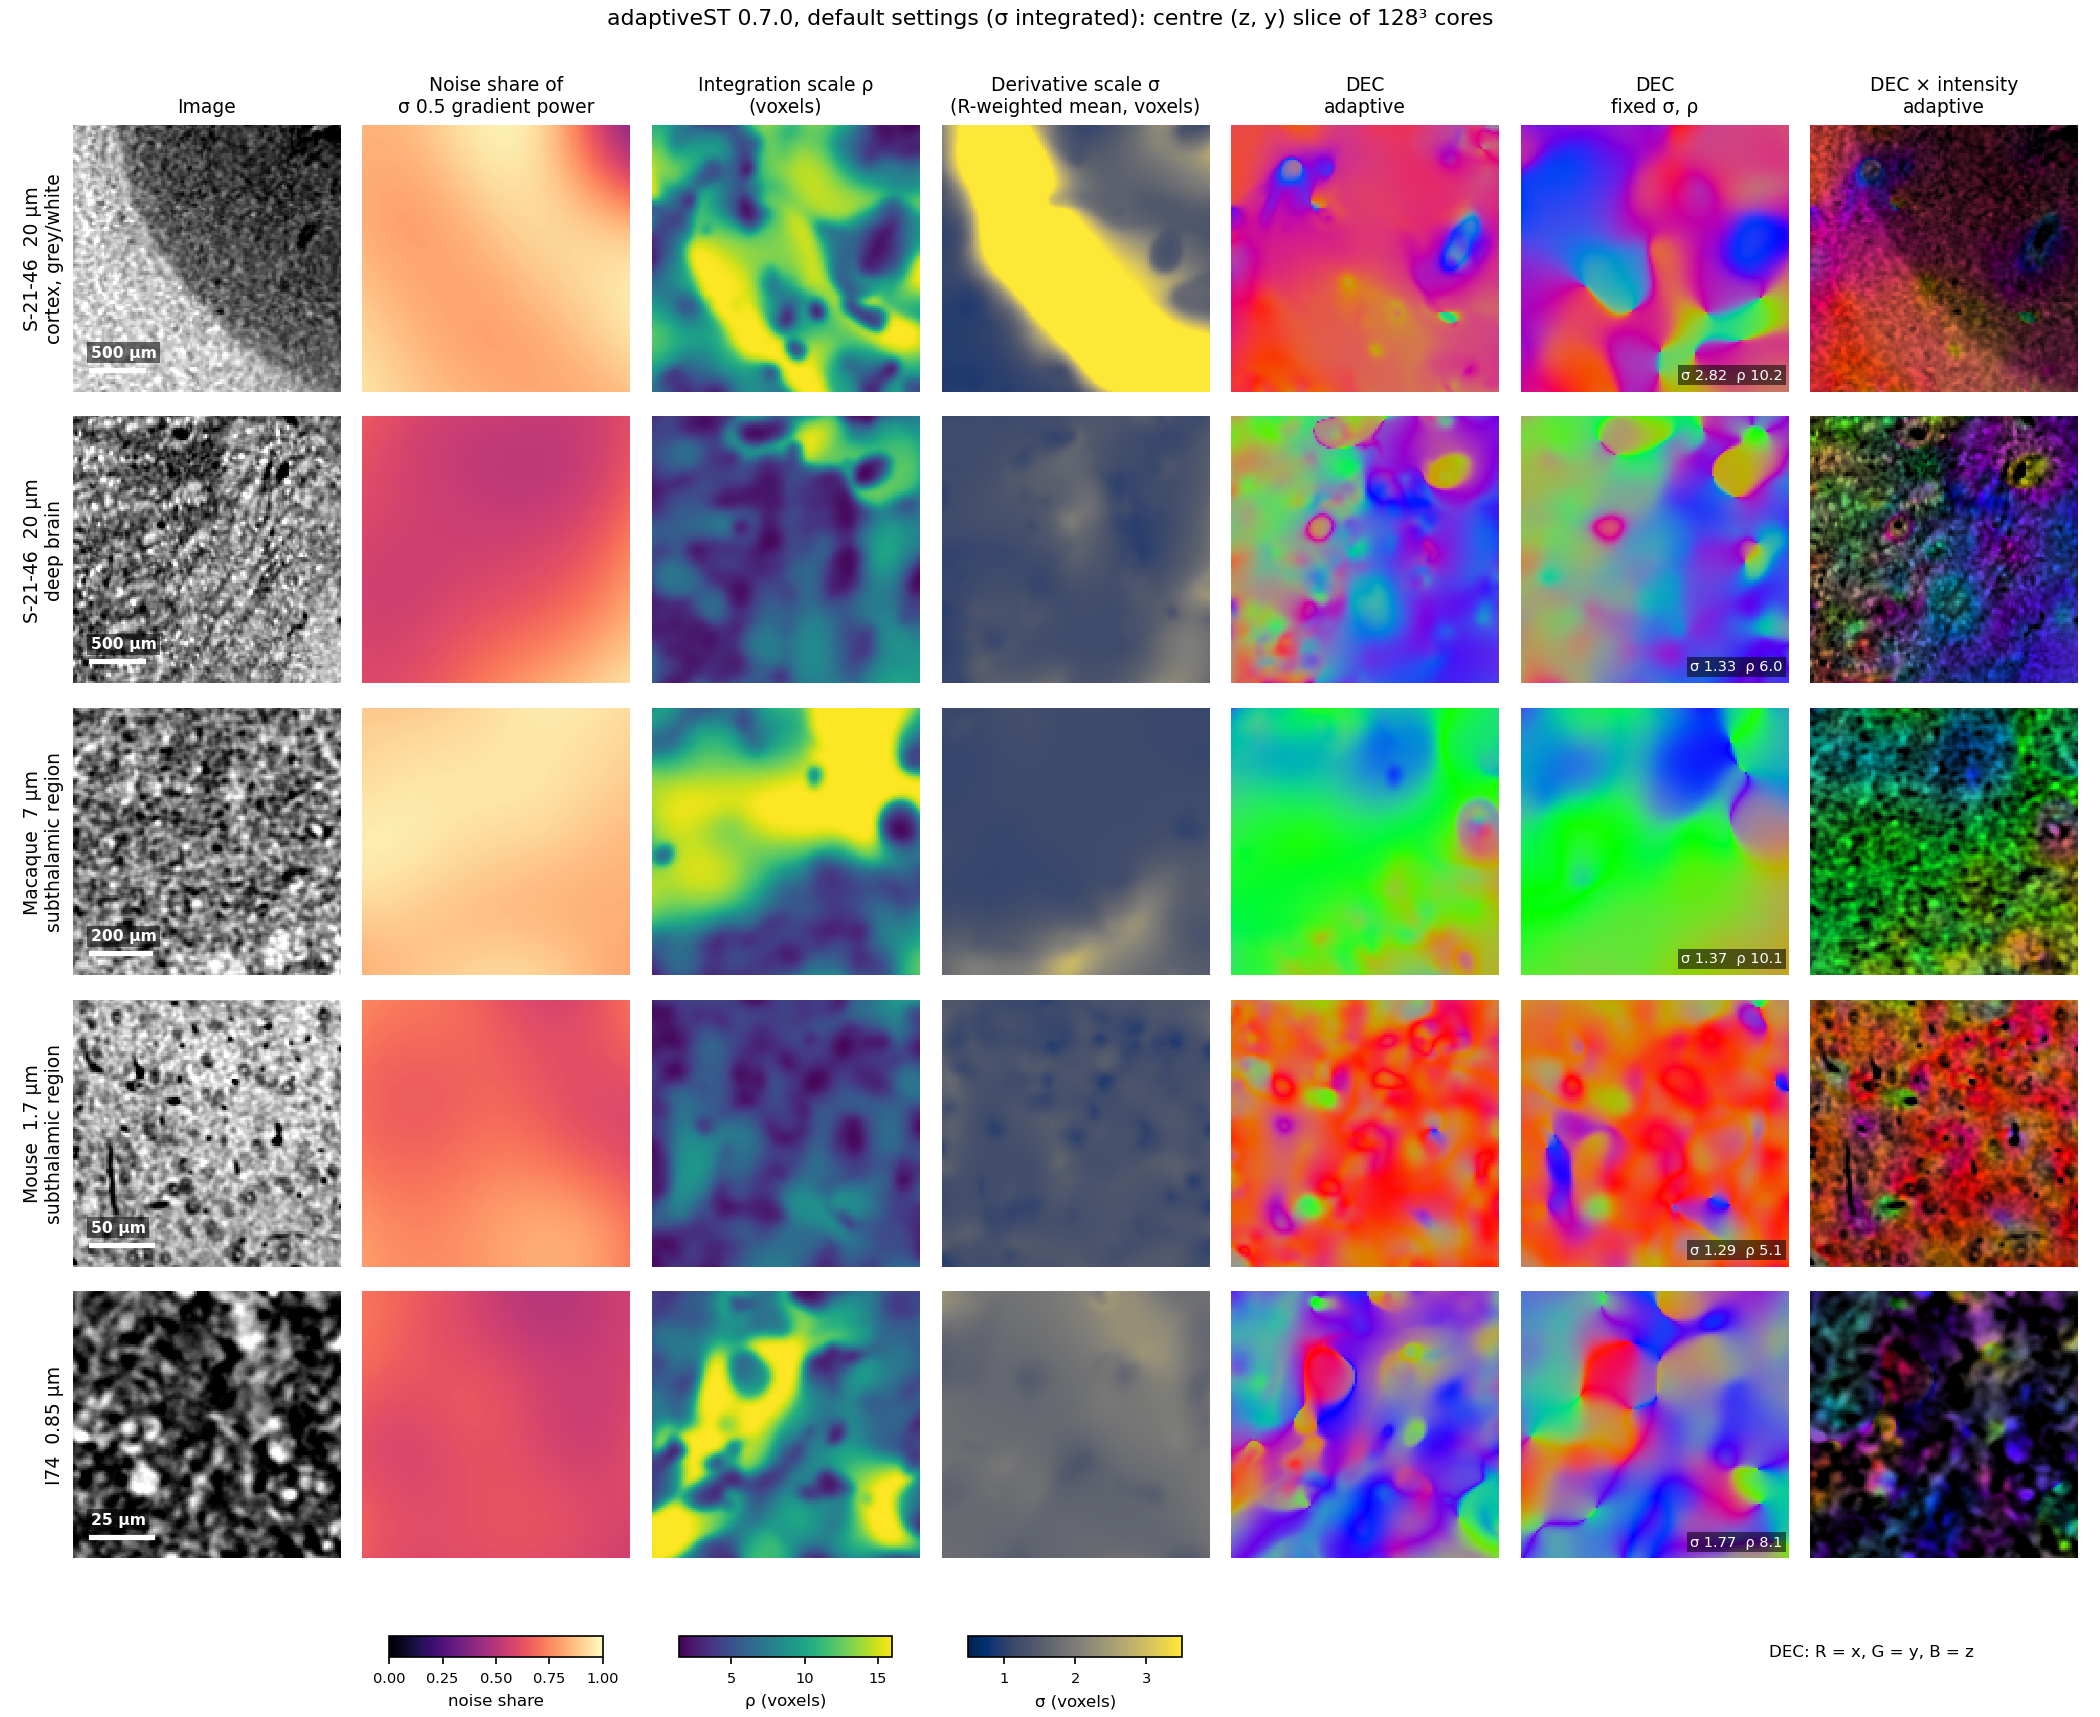 adaptiveST 0.7.0, default settings (σ integrated): centre (z, y) slice of 128³ cores
Image
Noise share of
σ 0.5 gradient power
Integration scale ρ
(voxels)
Derivative scale σ
(R-weighted mean, voxels)
DEC
adaptive
DEC
fixed σ, ρ
DEC × intensity
adaptive
S-21-46 20 µm
cortex, grey/white
500 µm
σ 2.82 ρ 10.2
S-21-46 20 µm
deep brain
500 µm
σ 1.33 ρ 6.0
Macaque 7 µm
subthalamic region
200 µm
σ 1.37 ρ 10.1
Mouse 1.7 µm
subthalamic region
50 µm
σ 1.29 ρ 5.1
I74 0.85 µm
25 µm
σ 1.77 ρ 8.1
0.00 0.25 0.50 0.75 1.00
noise share
5 10 15
ρ (voxels)
1 2 3
σ (voxels)
DEC: R = x, G = y, B = z